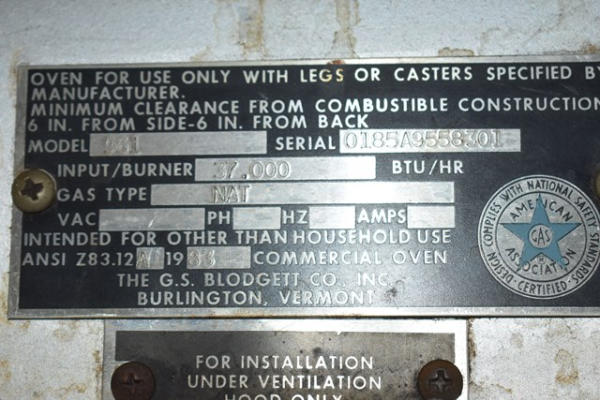 OVEN FOR USE ONLY WITH LEGS OR CASTERS SPECIFIED BY
MANUFACTURER.
MINIMUM CLEARANCE FROM COMBUSTIBLE CONSTRUCTION
6 IN. FROM SIDE-6 IN. FROM BACK
MODEL SERIAL 0185A9558301
INPUT/BURNER 37,000 BTU/HR
GAS TYPE NAT
VAC PH HZ AMPS
INTENDED FOR OTHER THAN HOUSEHOLD USE
ANSI Z83.12 19 COMMERCIAL OVEN
THE G.S. BLODGETT CO., INC.
BURLINGTON, VERMONT
COMPLIES WITH NATIONAL SAFETY STANDARDS
AMERICAN
GAS
ASSOCIATION
DESIGN-CERTIFIED
FOR INSTALLATION
UNDER VENTILATION
HOOD ONLY